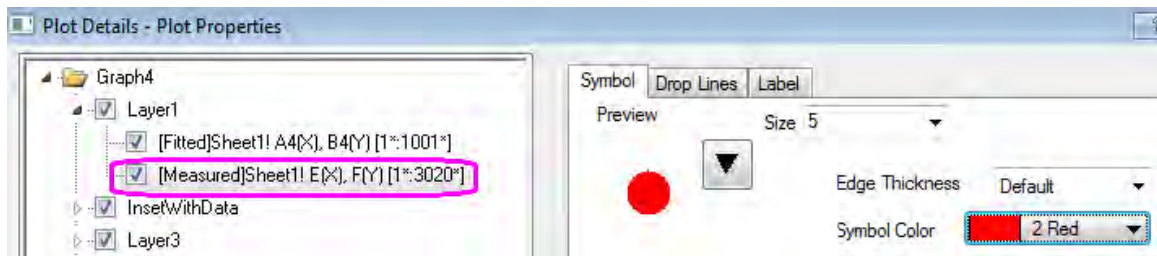 Plot Details - Plot Properties
Graph4
Layer1
[Fitted]Sheet1! A4(X), B4(Y) [1*:1001*]
[Measured]Sheet1! E(X), F(Y) [1*:3020*]
InsetWithData
Layer3
Symbol Drop Lines Label
Preview Size 5
Edge Thickness Default
Symbol Color 2 Red